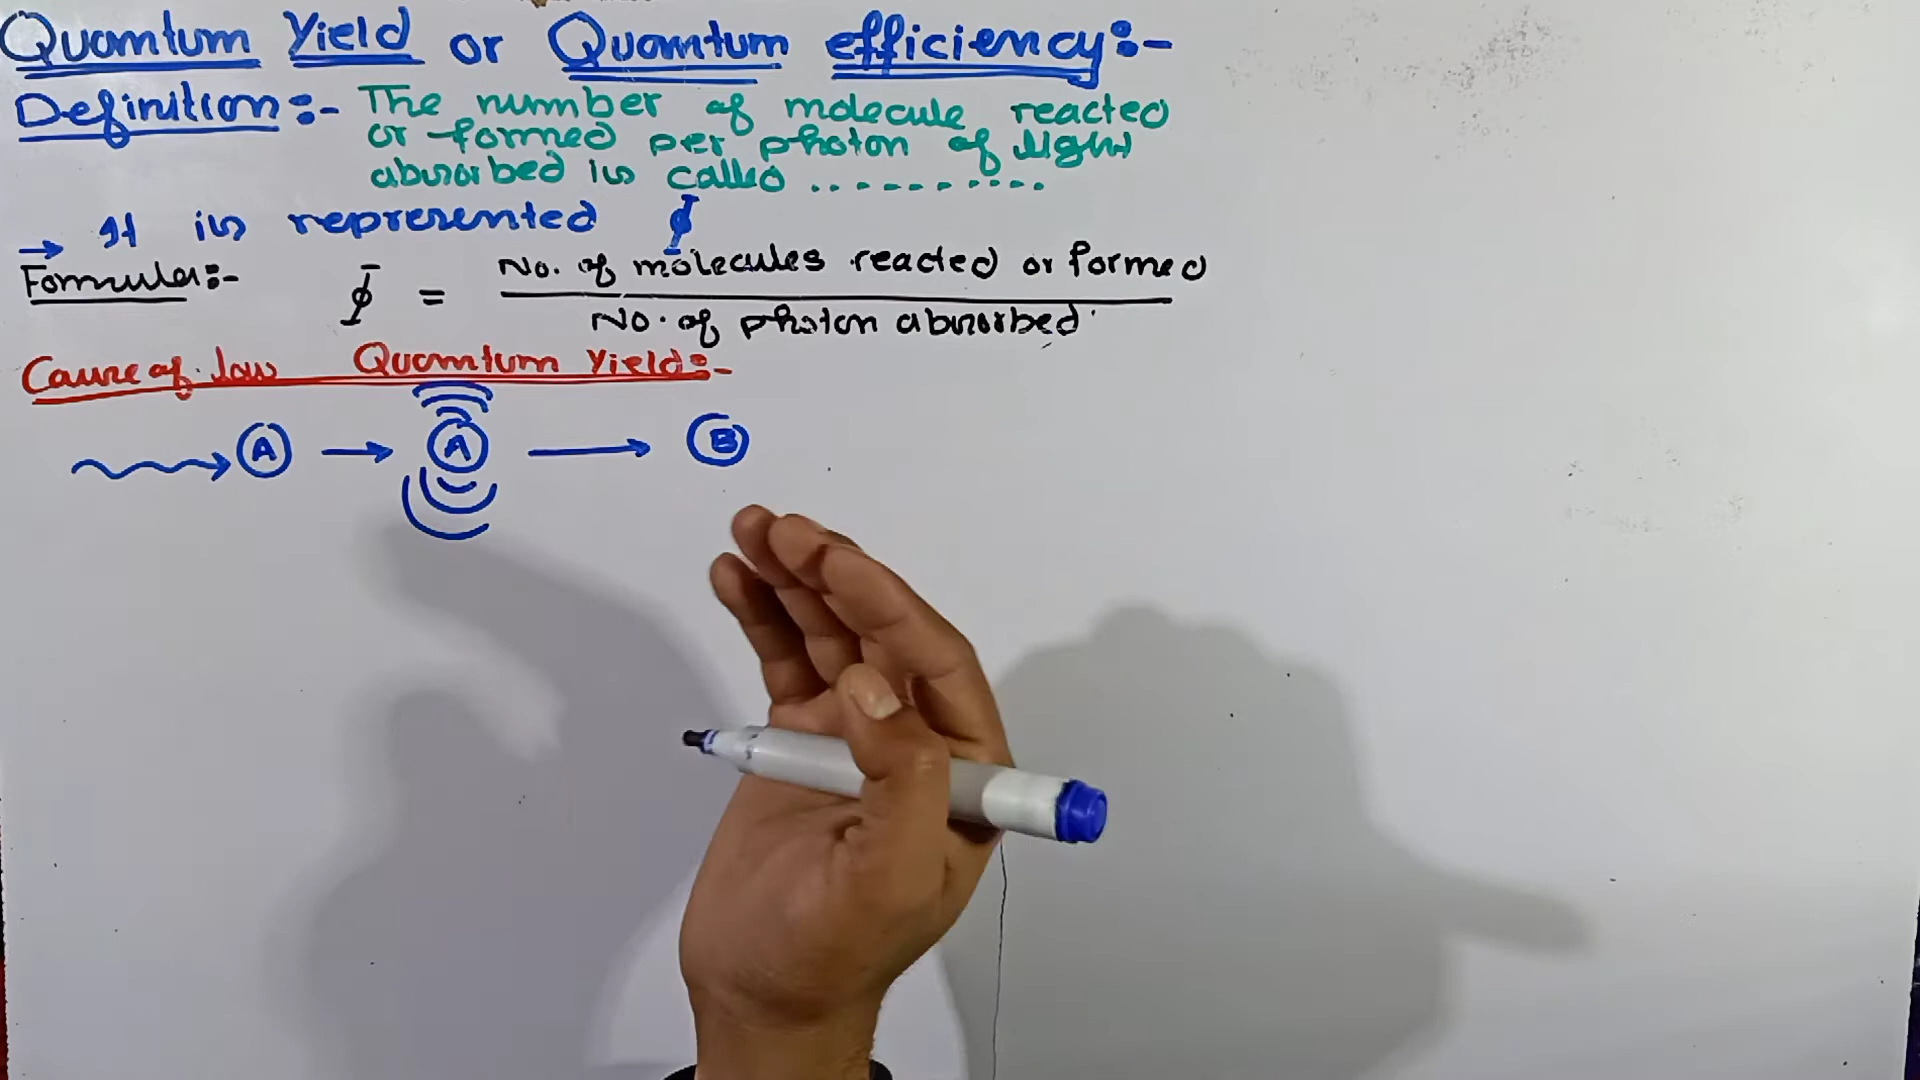 Quantum Yield or Quantum efficiency:-
Definition:- The number of molecule reacted
or formed per photon of light
absorbed is called ..........
→ It is represented Φ
Formula:- Φ = No. of molecules reacted or formed
No. of photon absorbed.
Cause of low Quantum Yield:-
A → A → B